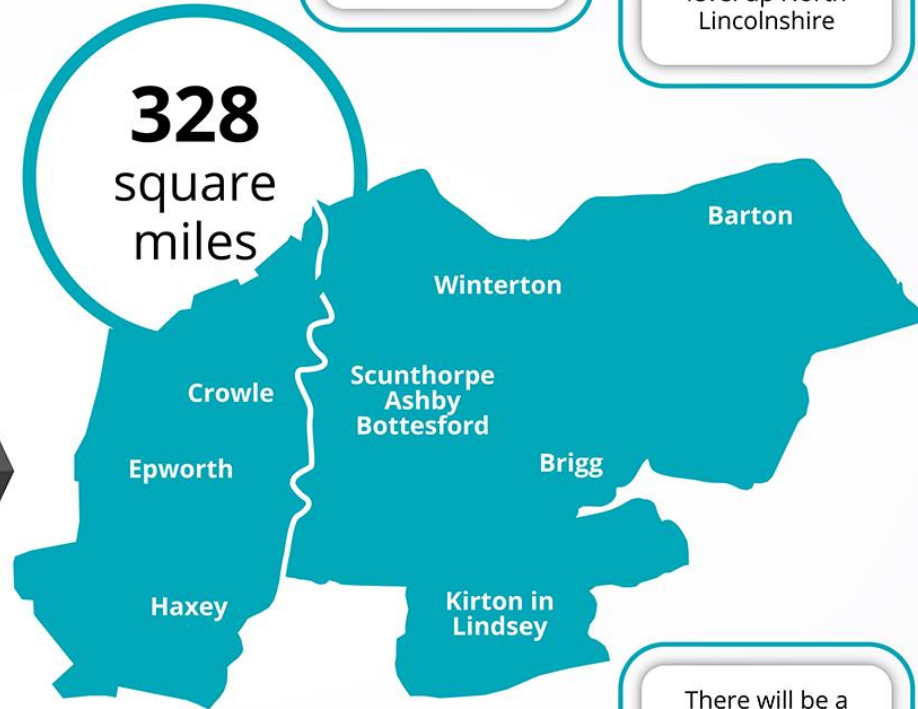 Lincolnshire
328
square
miles
Barton
Winterton
Crowle
Scunthorpe
Ashby
Bottesford
Epworth
Brigg
Haxey
Kirton in
Lindsey
There will be a